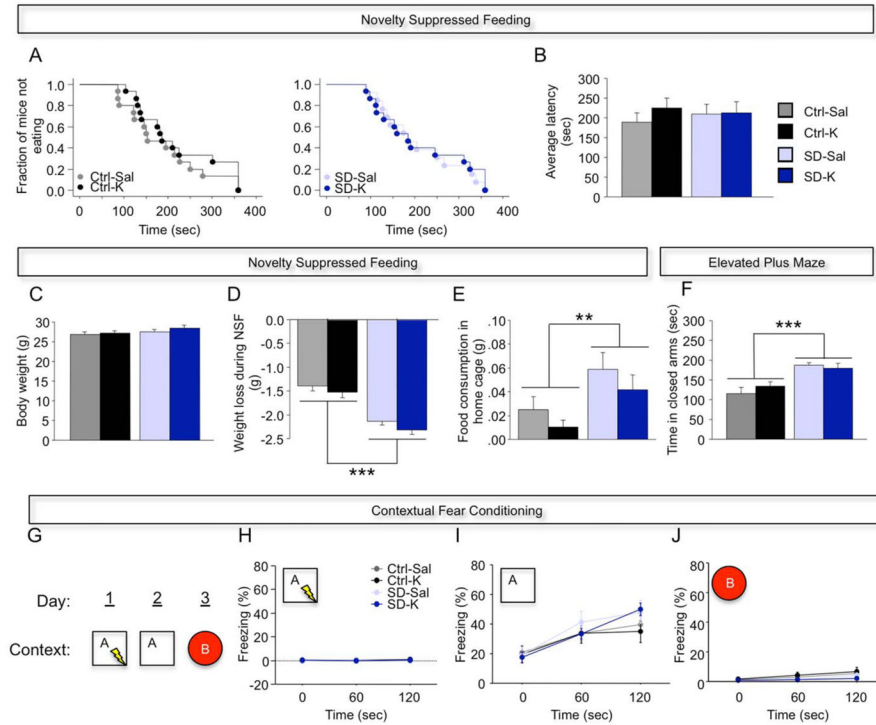 Novelty Suppressed Feeding
A
Fraction of mice not
eating
1.0
0.8
0.6
0.4
0.2
0.0
Ctrl-Sal
Ctrl-K
0 100 200 300 400
Time (sec)
1.0
0.8
0.6
0.4
0.2
0.0
SD-Sal
SD-K
0 100 200 300 400
Time (sec)
B
Average latency
(sec)
300
250
200
150
100
50
0
Ctrl-Sal
Ctrl-K
SD-Sal
SD-K
Novelty Suppressed Feeding
C
Body weight (g)
30
25
20
15
10
5
0
D
Weight loss during NSF
(g)
0.0
-0.5
-1.0
-1.5
-2.0
-2.5
***
E
Food consumption in
home cage (g)
.10
.08
.06
.04
.02
.00
**
Elevated Plus Maze
F
Time in closed arms (sec)
300
250
200
150
100
50
0
***
Contextual Fear Conditioning
G
Day: 1 2 3
Context: A A B
H
Freezing (%)
80
60
40
20
0
-20
A
Ctrl-Sal
Ctrl-K
SD-Sal
SD-K
0 60 120
Time (sec)
I
Freezing (%)
80
60
40
20
0
A
0 60 120
Time (sec)
J
Freezing (%)
80
60
40
20
0
B
0 60 120
Time (sec)